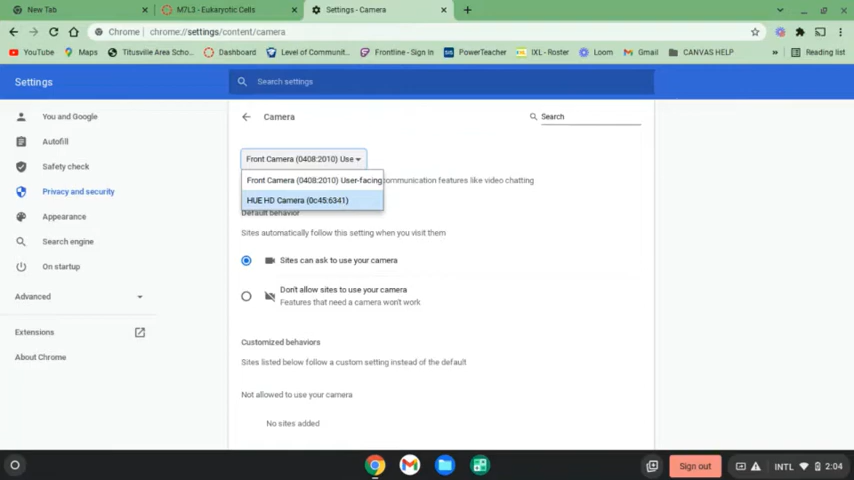 New Tab
M7L3 - Eukaryotic Cells
Settings - Camera
Chrome
chrome://settings/content/camera
YouTube
Maps
Titusville Area Scho...
Dashboard
Level of Communit...
Frontline - Sign In
PowerTeacher
IXL - Roster
Loom
Gmail
CANVAS HELP
Reading list
Settings
Search settings
You and Google
Autofill
Safety check
Privacy and security
Appearance
Search engine
On startup
Advanced
Extensions
About Chrome
Camera
Search
Front Camera (0408:2010) Use
Front Camera (0408:2010) User-facing communication features like video chatting
HUE HD Camera (0c45:6341)
Default behavior
Sites automatically follow this setting when you visit them
Sites can ask to use your camera
Don't allow sites to use your camera
Features that need a camera won't work
Customized behaviors
Sites listed below follow a custom setting instead of the default
Not allowed to use your camera
No sites added
Sign out
INTL
2:04